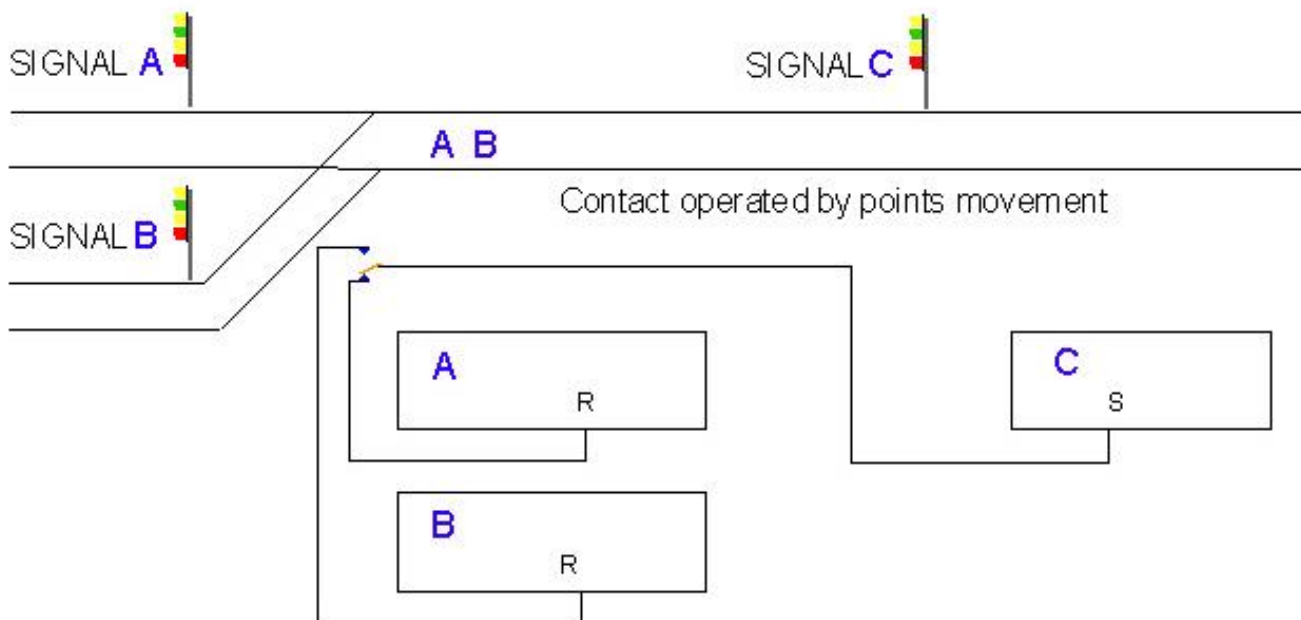 SIGNAL A
SIGNAL C
A B
SIGNAL B
Contact operated by points movement
A
R
C
S
B
R